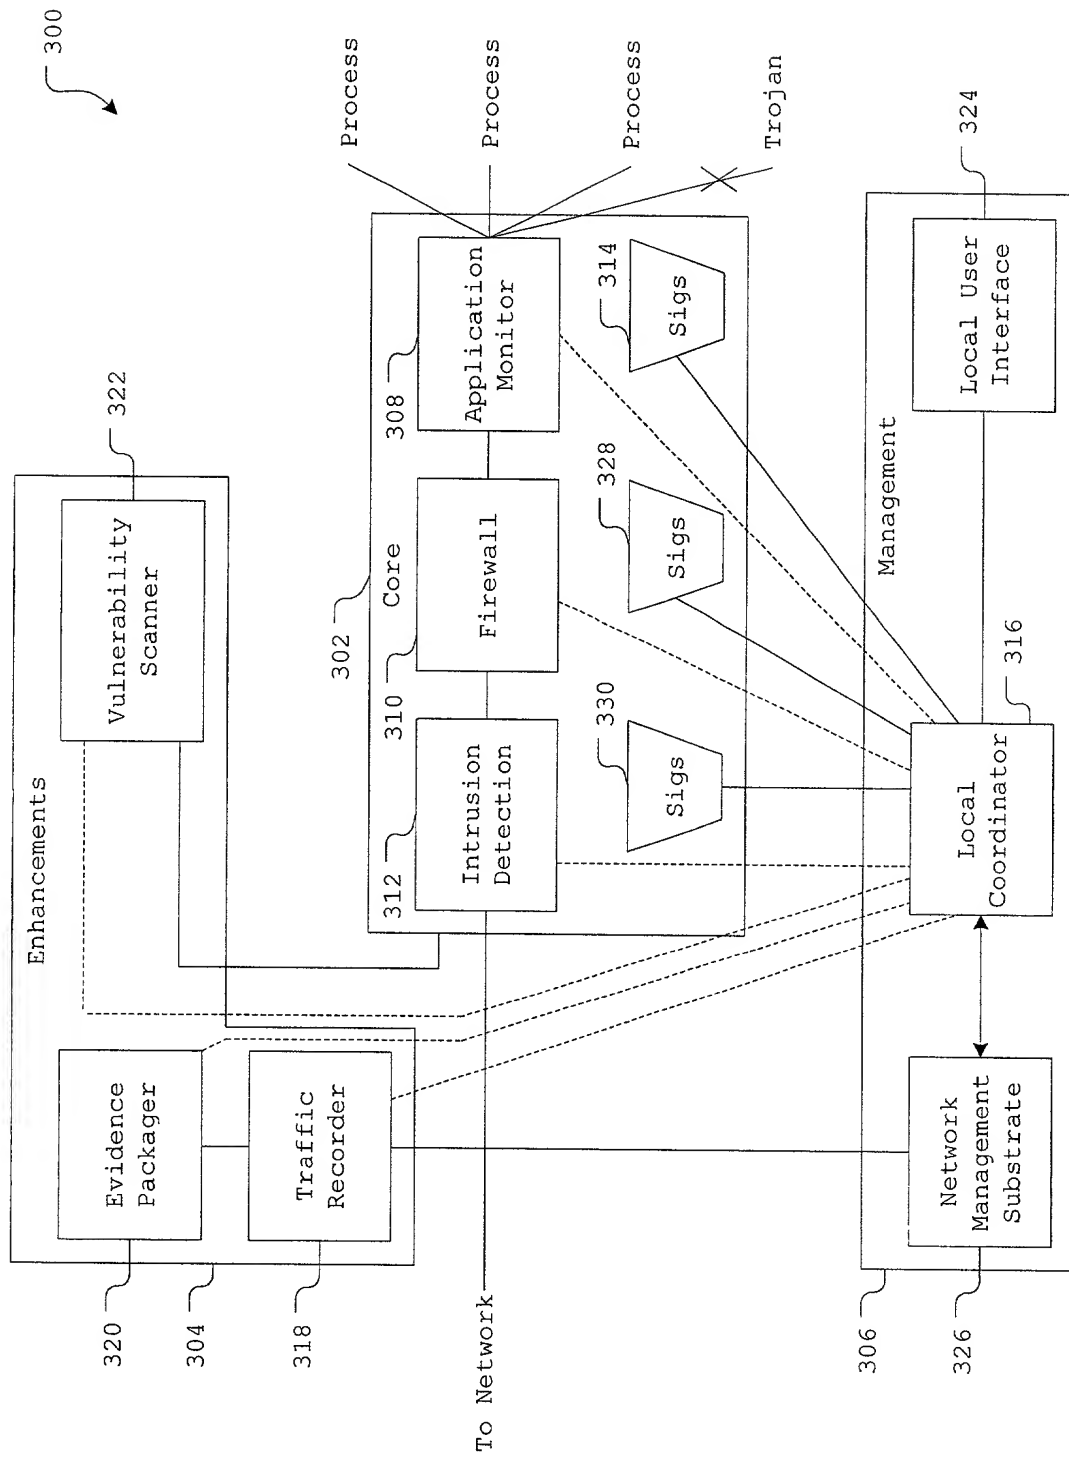 300
Enhancements
Evidence
Packager
320
304
Traffic
Recorder
318
Vulnerability
Scanner
322
302
Core
312
Intrusion
Detection
310
Firewall
308
Application
Monitor
Process
Process
Process
Trojan
To Network
330
Sigs
328
Sigs
314
Sigs
Management
306
Network
Management
Substrate
326
Local
Coordinator
316
Local User
Interface
324